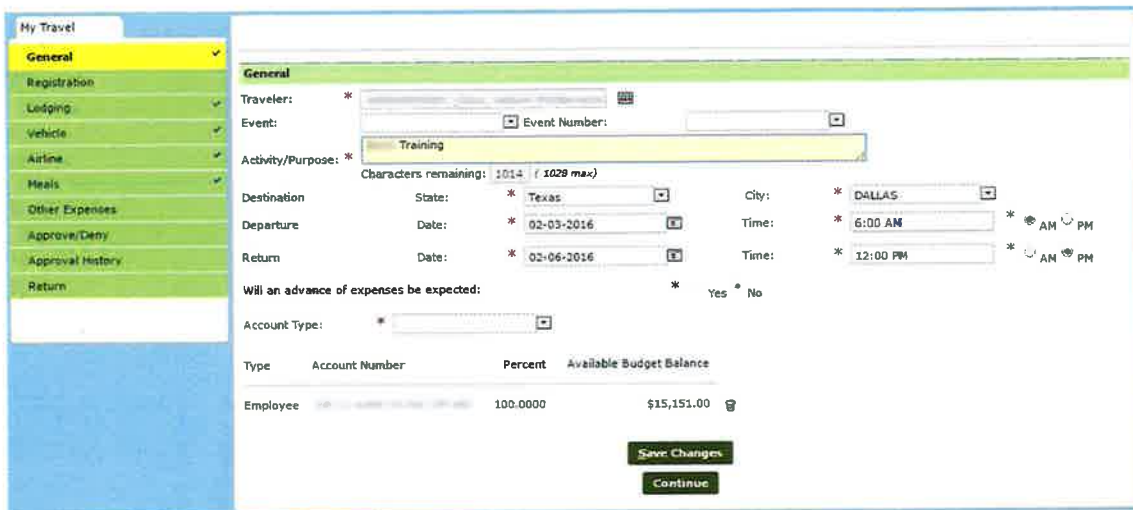 My Travel
General
Registration
Lodging
Vehicle
Airline
Meals
Other Expenses
Approve/Deny
Approval History
Return
General
Traveler: *
Event: Event Number:
Activity/Purpose: * Training
Characters remaining: 1014 ( 1029 max)
Destination State: * Texas City: * DALLAS
Departure Date: * 02-03-2016 Time: * 6:00 AM * AM PM
Return Date: * 02-06-2016 Time: * 12:00 PM * AM PM
Will an advance of expenses be expected: * Yes No
Account Type: *
Type Account Number Percent Available Budget Balance
Employee 100.0000 $15,151.00
Save Changes
Continue